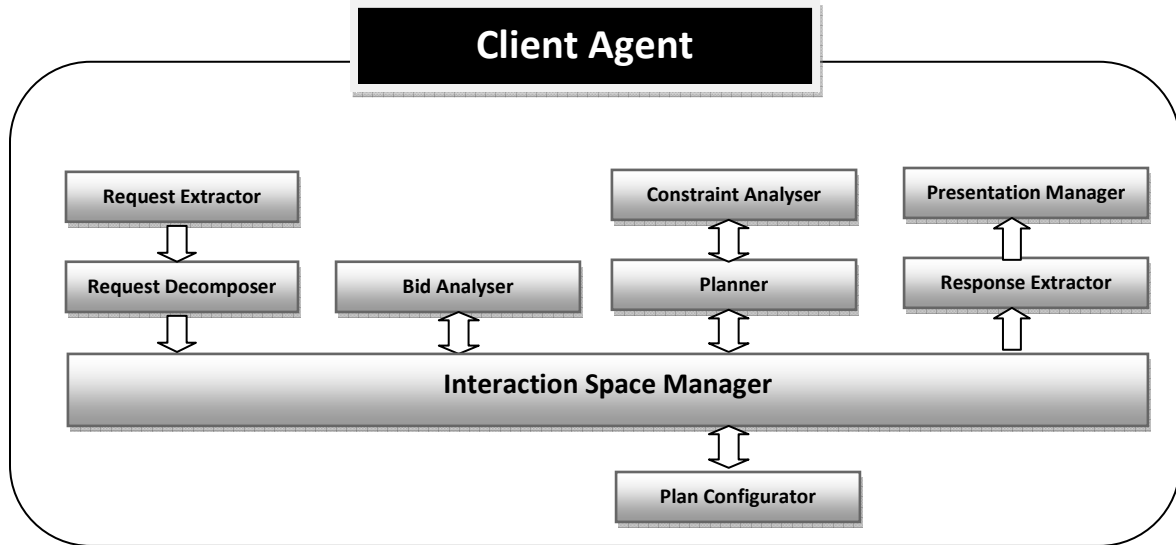 Client Agent
Request Extractor
Constraint Analyser
Presentation Manager
Request Decomposer
Bid Analyser
Planner
Response Extractor
Interaction Space Manager
Plan Configurator